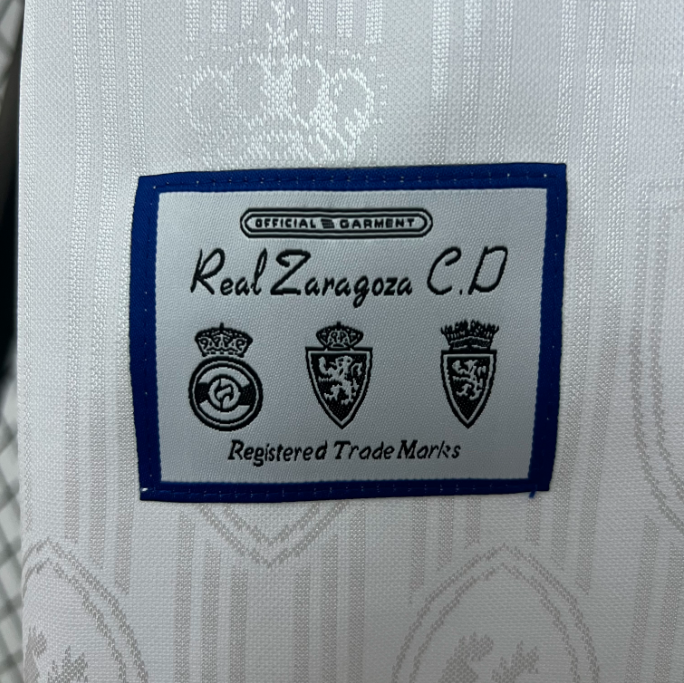 OFFICIAL GARMENT
Real Zaragoza C.D
Registered Trade Marks